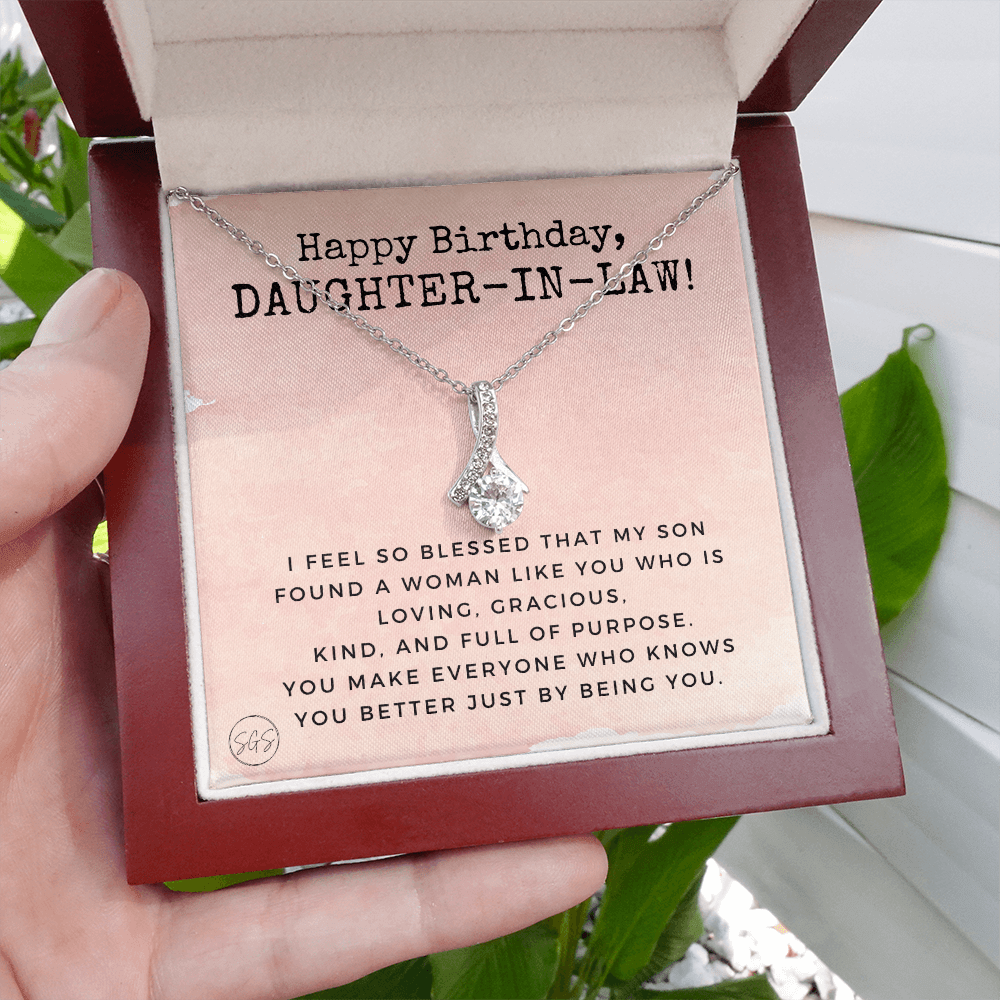 Happy Birthday,
DAUGHTER-IN-LAW!
I FEEL SO BLESSED THAT MY SON
FOUND A WOMAN LIKE YOU WHO IS
LOVING, GRACIOUS,
KIND, AND FULL OF PURPOSE.
YOU MAKE EVERYONE WHO KNOWS
YOU BETTER JUST BY BEING YOU.
SGS